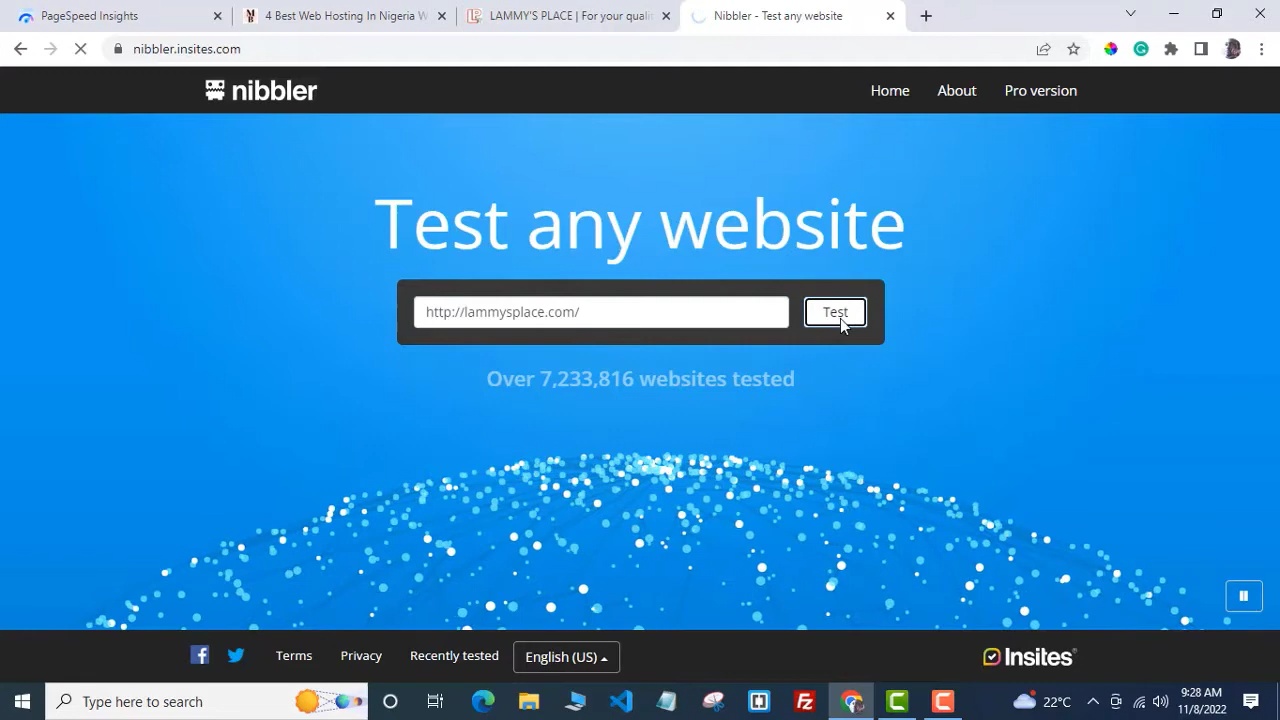 PageSpeed Insights
4 Best Web Hosting In Nigeria W
LAMMY'S PLACE | For your quali
Nibbler - Test any website
nibbler.insites.com
nibbler
Home
About
Pro version
Test any website
http://lammysplace.com/
Test
Over 7,233,816 websites tested
Terms
Privacy
Recently tested
English (US)
Insites
Type here to search
22°C
9:28 AM
11/8/2022